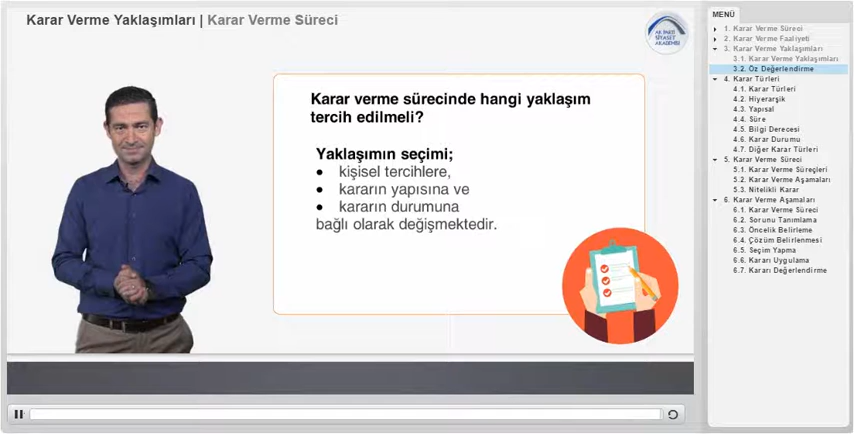 Karar Verme Yaklaşımları | Karar Verme Süreci
AK PARTİ
SİYASET
AKADEMİSİ
Karar verme sürecinde hangi yaklaşım
tercih edilmeli?
Yaklaşımın seçimi;
• kişisel tercihlere,
• kararın yapısına ve
• kararın durumuna
bağlı olarak değişmektedir.
MENÜ
1. Karar Verme Süreci
2. Karar Verme Faaliyeti
3. Karar Verme Yaklaşımları
3.1. Karar Verme Yaklaşımları
3.2. Öz Değerlendirme
4. Karar Türleri
4.1. Karar Türleri
4.2. Hiyerarşik
4.3. Yapısal
4.4. Süre
4.5. Bilgi Derecesi
4.6. Karar Durumu
4.7. Diğer Karar Türleri
5. Karar Verme Süreci
5.1. Karar Verme Süreçleri
5.2. Karar Verme Aşamaları
5.3. Nitelikli Karar
6. Karar Verme Aşamaları
6.1. Karar Verme Süreci
6.2. Sorunu Tanımlama
6.3. Öncelik Belirleme
6.4. Çözüm Belirlenmesi
6.5. Seçim Yapma
6.6. Kararı Uygulama
6.7. Kararı Değerlendirme